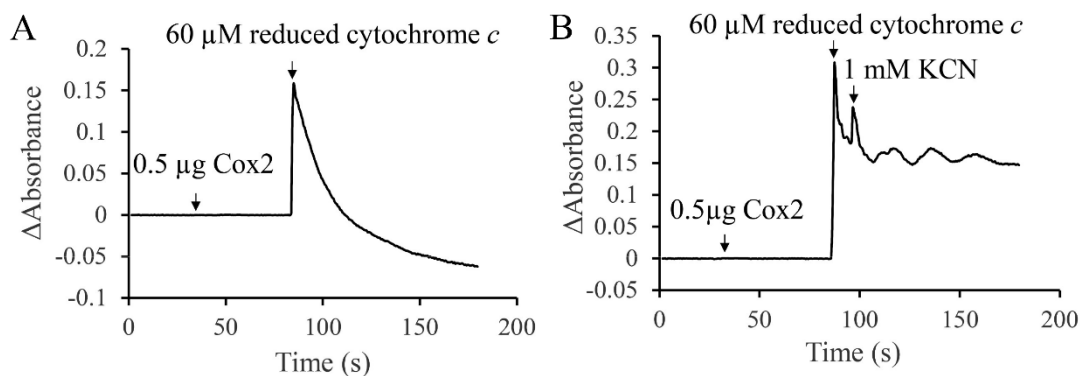 A
60 µM reduced cytochrome c
0.2
0.15
0.1
0.05
0
-0.05
-0.1
0.5 µg Cox2
ΔAbsorbance
0 50 100 150 200
Time (s)
B
60 µM reduced cytochrome c
1 mM KCN
0.35
0.3
0.25
0.2
0.15
0.1
0.05
0
-0.05
0.5µg Cox2
ΔAbsorbance
0 50 100 150 200
Time (s)